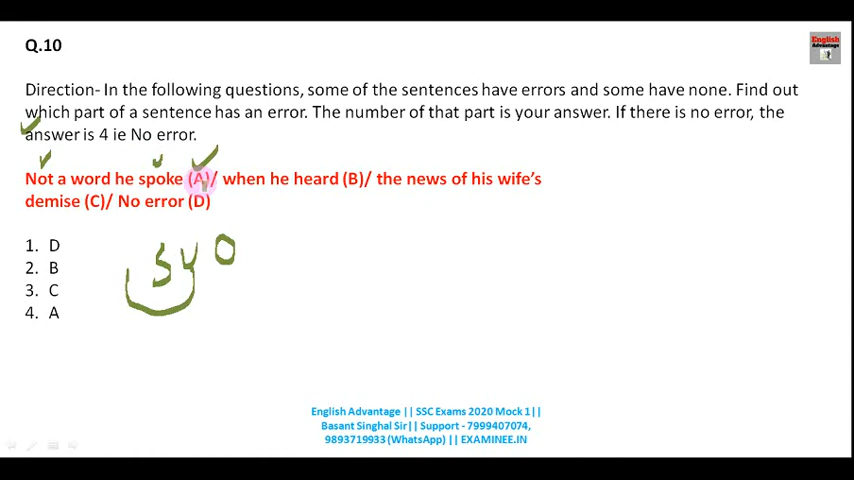 Q.10
English
Advantage
Direction- In the following questions, some of the sentences have errors and some have none. Find out
which part of a sentence has an error. The number of that part is your answer. If there is no error, the
answer is 4 ie No error.
Not a word he spoke (A)/ when he heard (B)/ the news of his wife's
demise (C)/ No error (D)
1. D
2. B
3. C
4. A
S V O
English Advantage || SSC Exams 2020 Mock 1||
Basant Singhal Sir|| Support - 7999407074,
9893719933 (WhatsApp) || EXAMINEE.IN